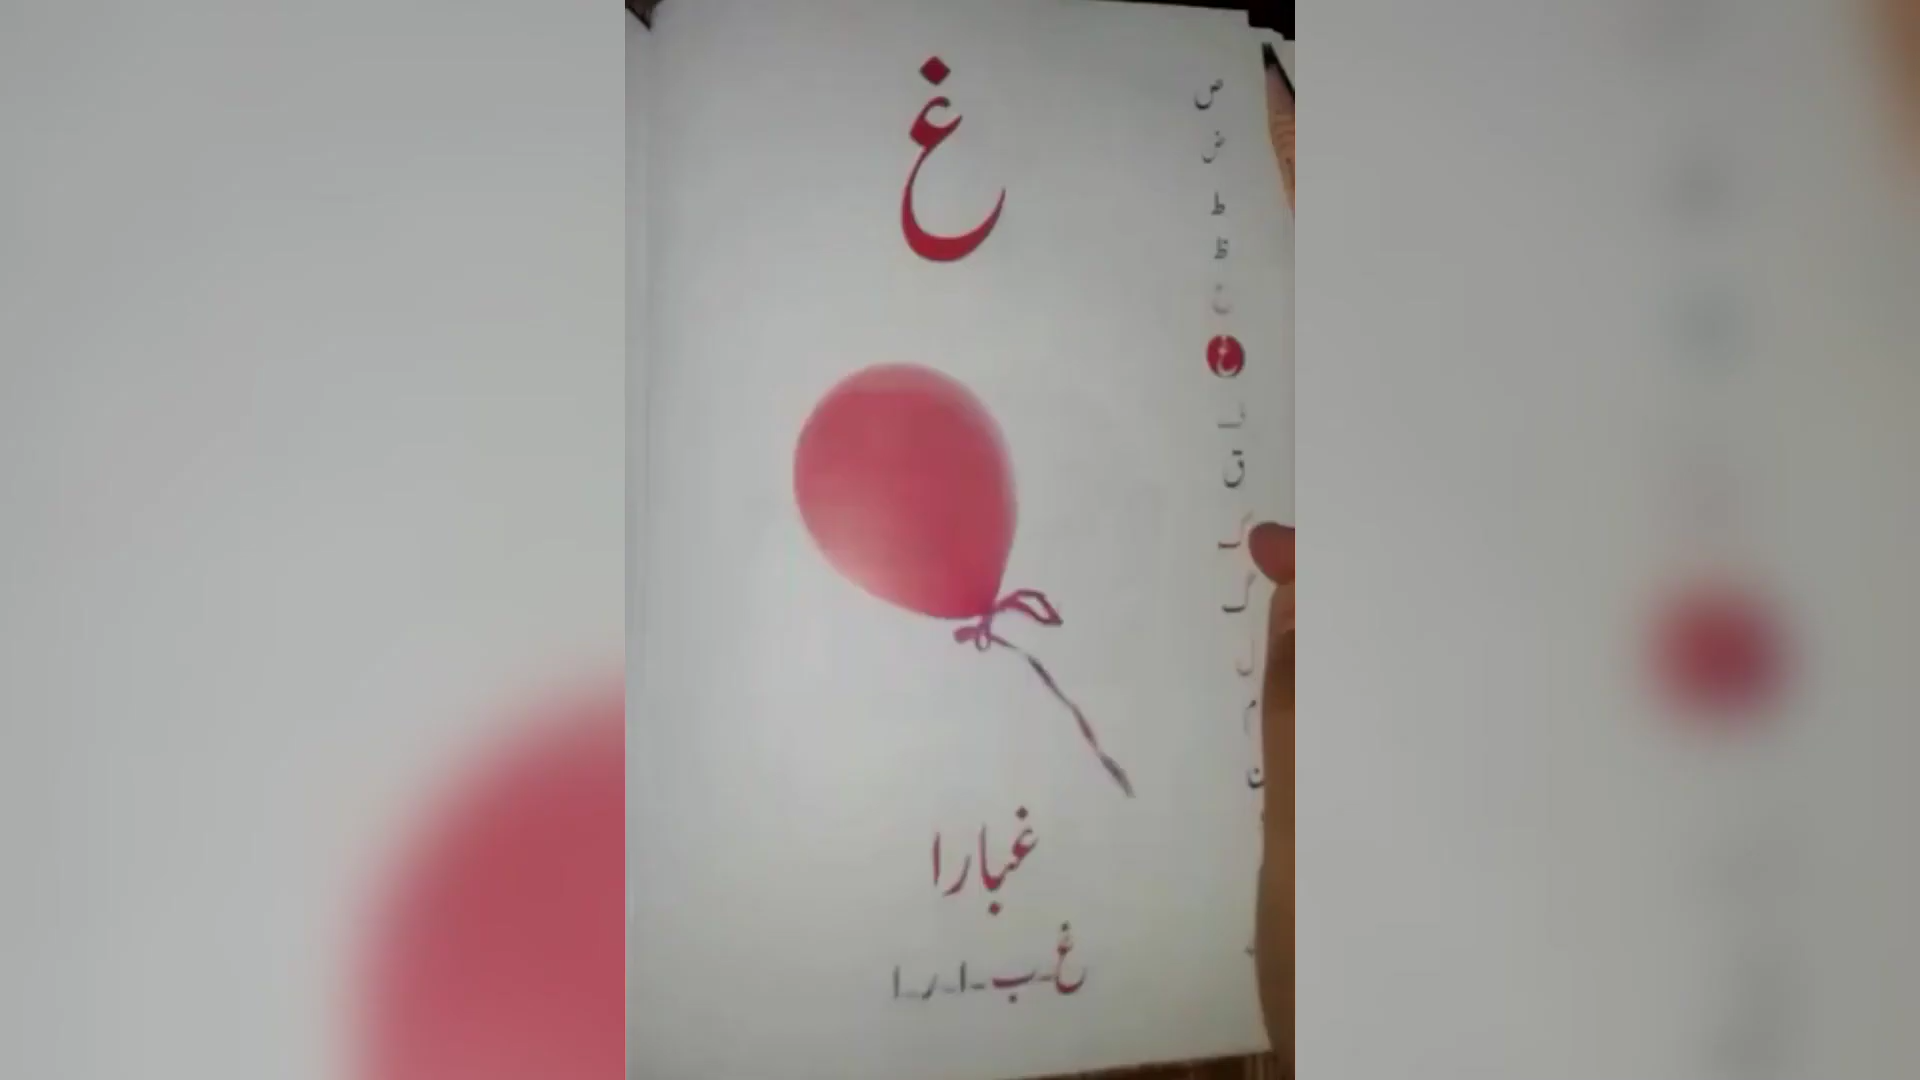 غ
ص
ض
ط
ظ
ع
غ
ق
ک
گ
ل
م
ن
غبارا
غ-ب-ا-ر-ا